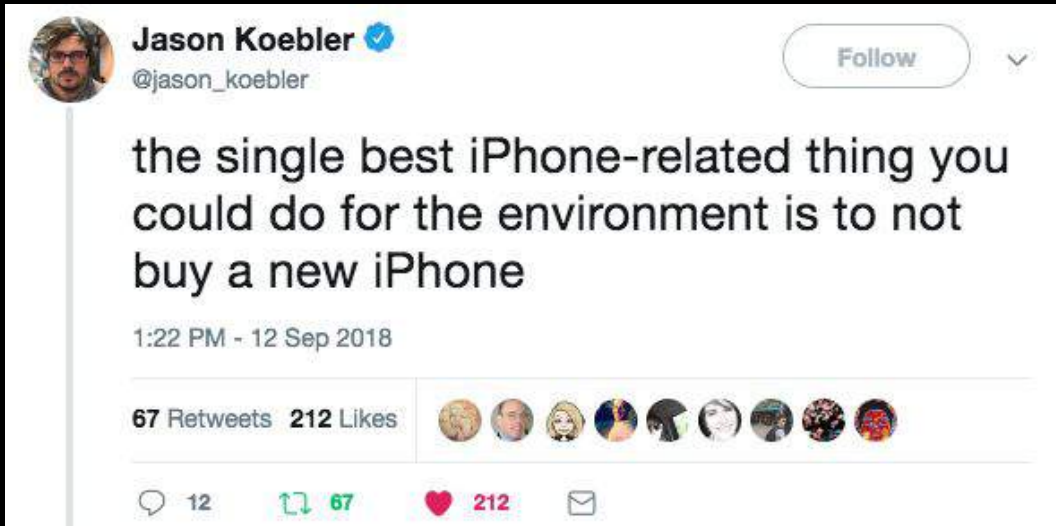 Jason Koebler
Follow
@jason_koebler
the single best iPhone-related thing you
could do for the environment is to not
buy a new iPhone
1:22 PM - 12 Sep 2018
67 Retweets 212 Likes
12 67 212